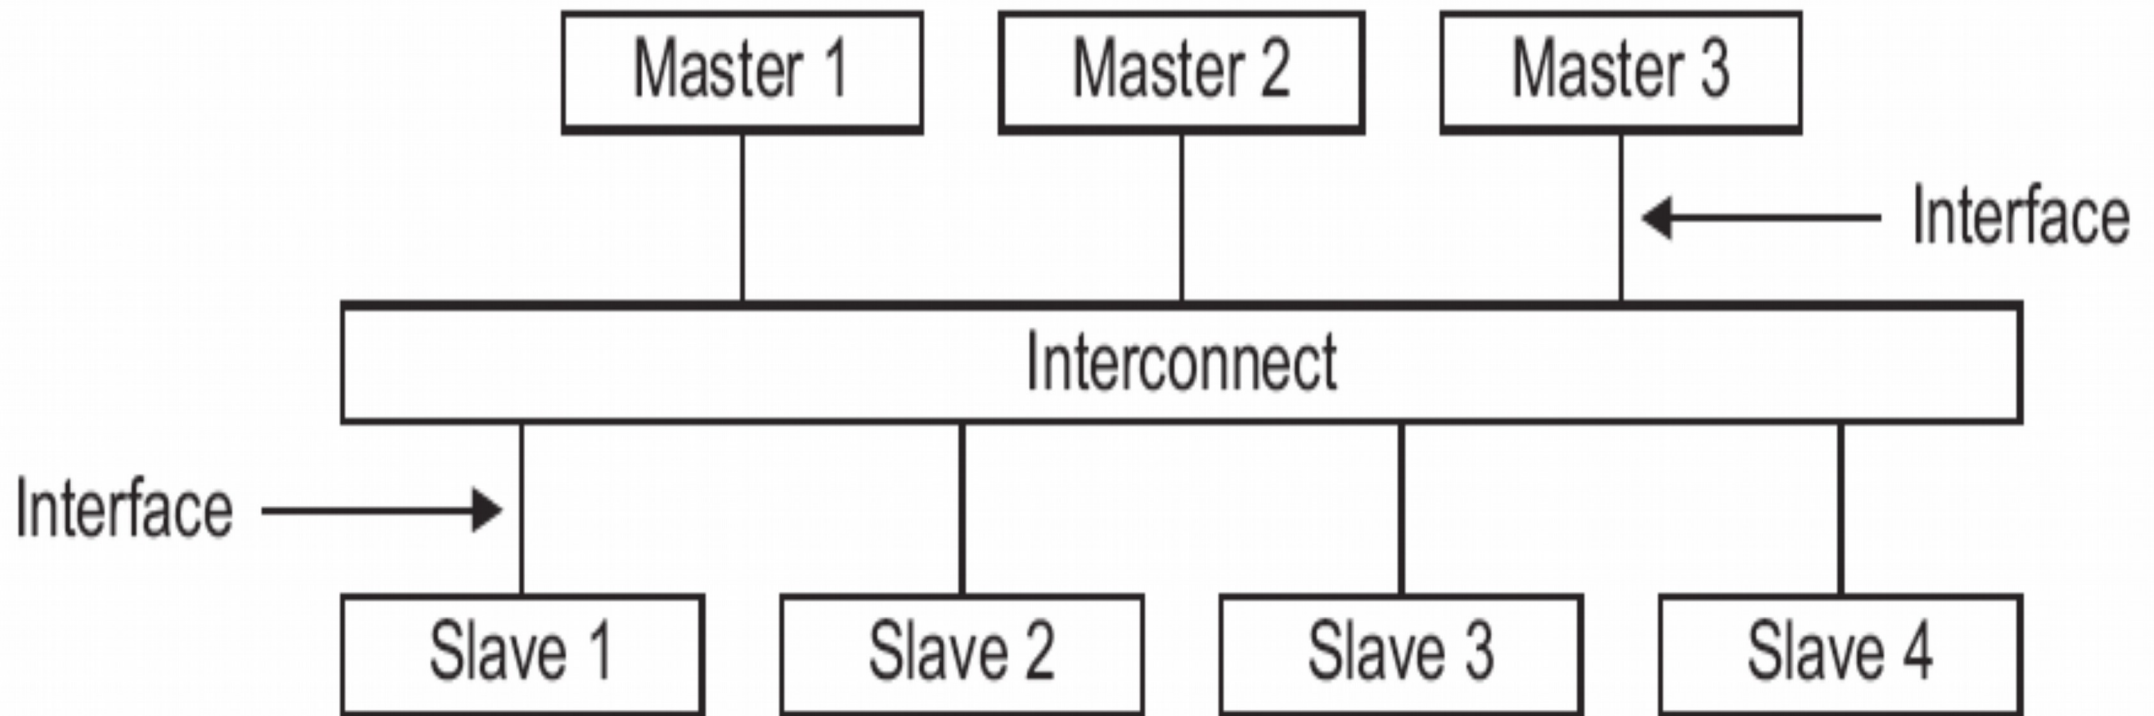 Master 1
Master 2
Master 3
Interface
Interconnect
Interface
Slave 1
Slave 2
Slave 3
Slave 4